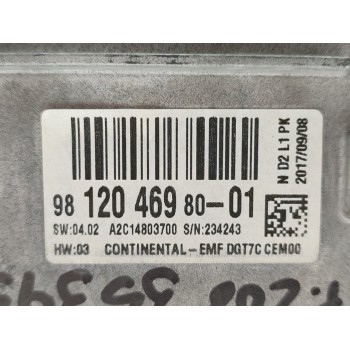 98 120 469 80-01
SW:04.02 A2C14803700 S/N:234243
HW:03 CONTINENTAL-EMF DGT7C CEM00
N D2 L1 PK
2017/09/08